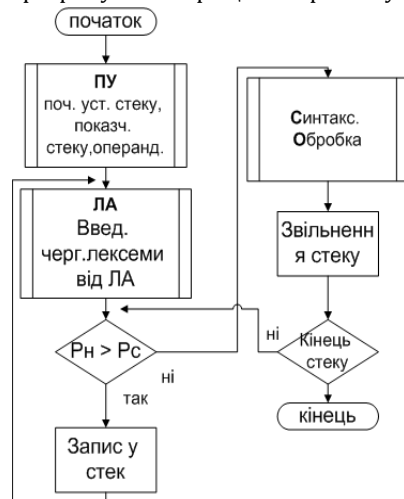 початок
ПУ
поч. уст. стеку,
показч.
стеку,операнд.
ЛА
Введ.
черг.лексеми
від ЛА
Рн > Рс
ні
так
Запис у
стек
Синтакс.
Обробка
Звільненн
я стеку
Кінець
стеку
ні
кінець